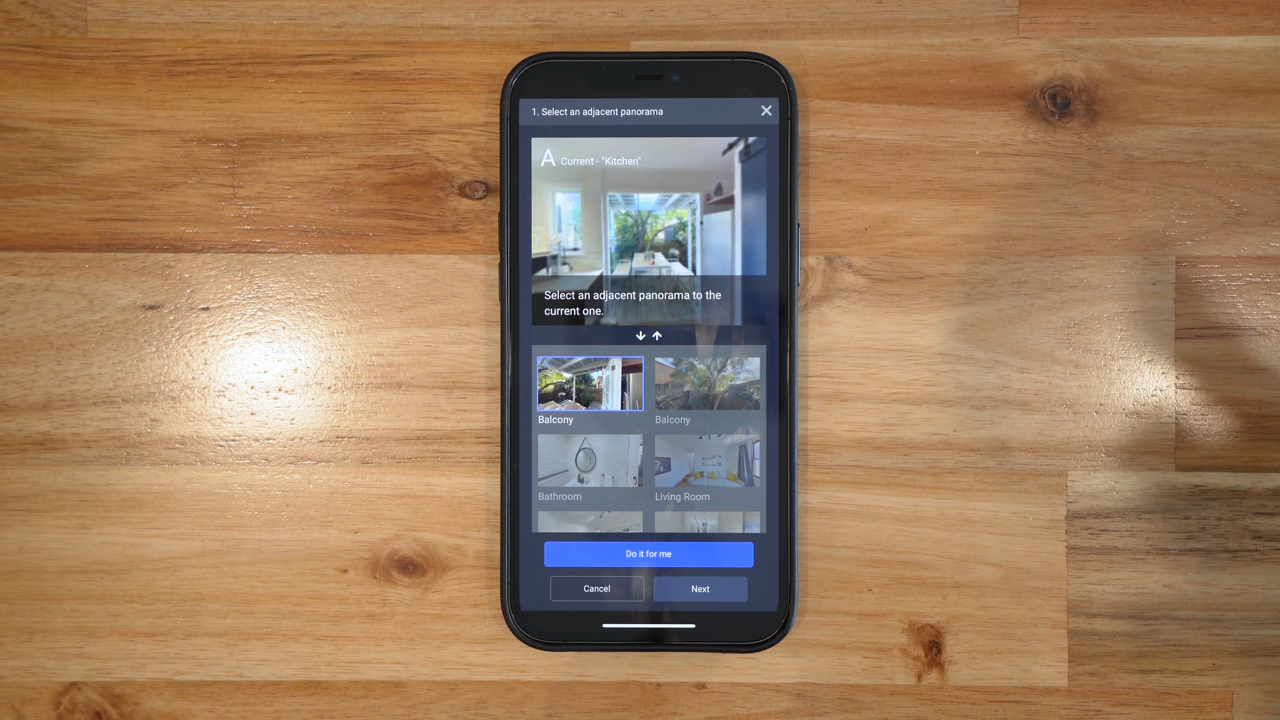 1. Select an adjacent panorama
A Current - "Kitchen"
Select an adjacent panorama to the
current one.
Balcony
Balcony
Bathroom
Living Room
Do it for me
Cancel
Next